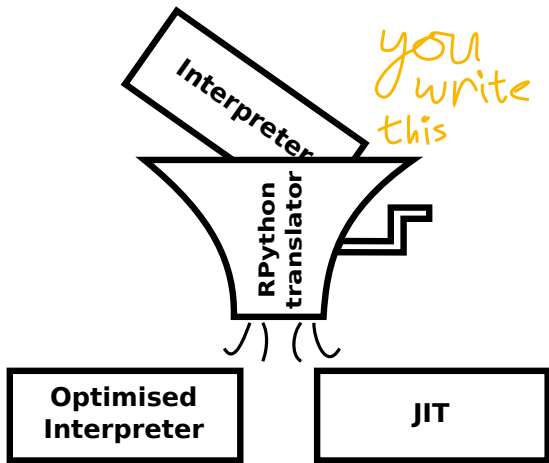 you
write
this
Interpreter
RPython
translator
Optimised
Interpreter
JIT